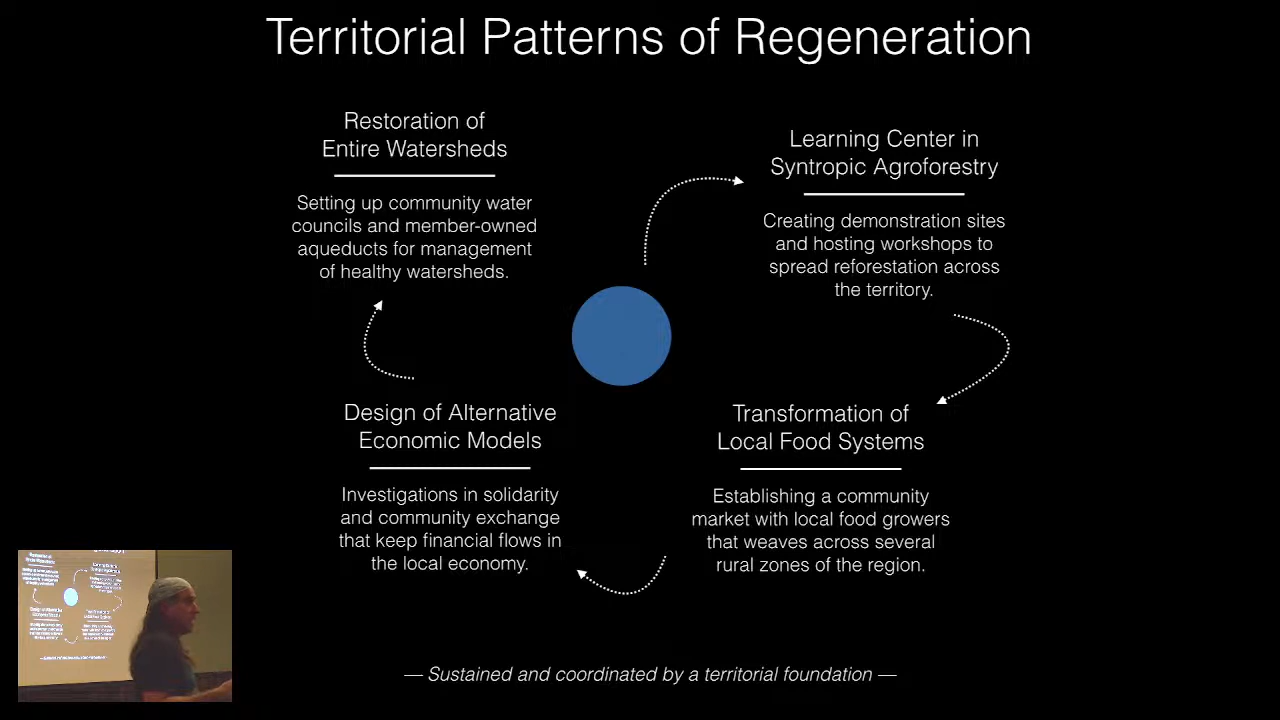 Territorial Patterns of Regeneration
Restoration of
Entire Watersheds
Setting up community water
councils and member-owned
aqueducts for management
of healthy watersheds.
Learning Center in
Syntropic Agroforestry
Creating demonstration sites
and hosting workshops to
spread reforestation across
the territory.
Transformation of
Local Food Systems
Establishing a community
market with local food growers
that weaves across several
rural zones of the region.
Design of Alternative
Economic Models
Investigations in solidarity
and community exchange
that keep financial flows in
the local economy.
— Sustained and coordinated by a territorial foundation —